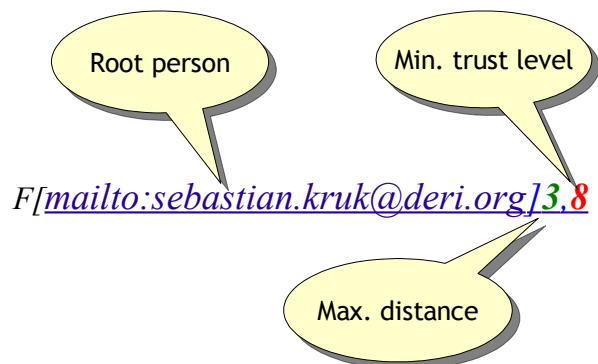 Root person
Min. trust level
F[mailto:sebastian.kruk@deri.org]3,8
Max. distance